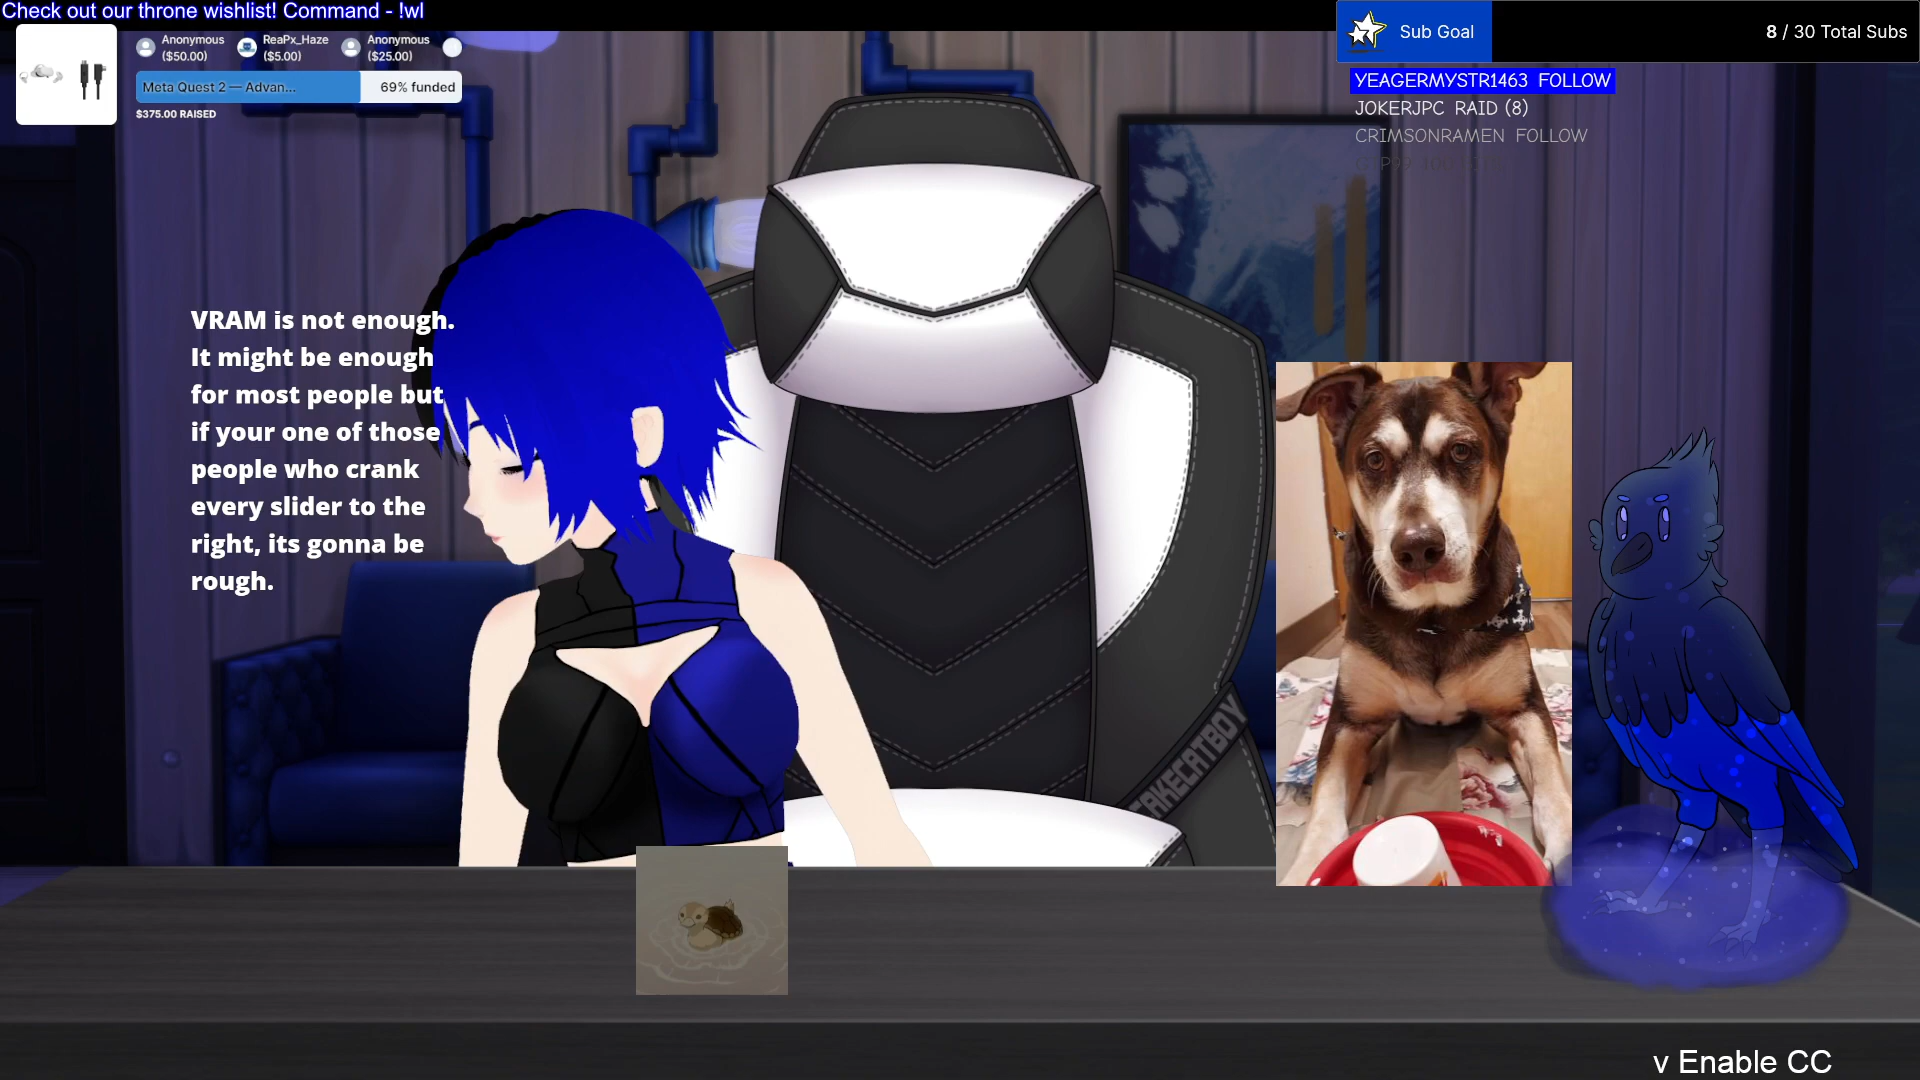 Check out our throne wishlist! Command - !wl
Anonymous ($50.00)
ReaPx_Haze ($5.00)
Anonymous ($25.00)
Meta Quest 2 — Advan...
69% funded
$375.00 RAISED
Sub Goal
8 / 30 Total Subs
YEAGERMYSTR1463 FOLLOW
JOKERJPC RAID (8)
CRIMSONRAMEN FOLLOW
VRAM is not enough.
It might be enough
for most people but
if your one of those
people who crank
every slider to the
right, its gonna be
rough.
v Enable CC